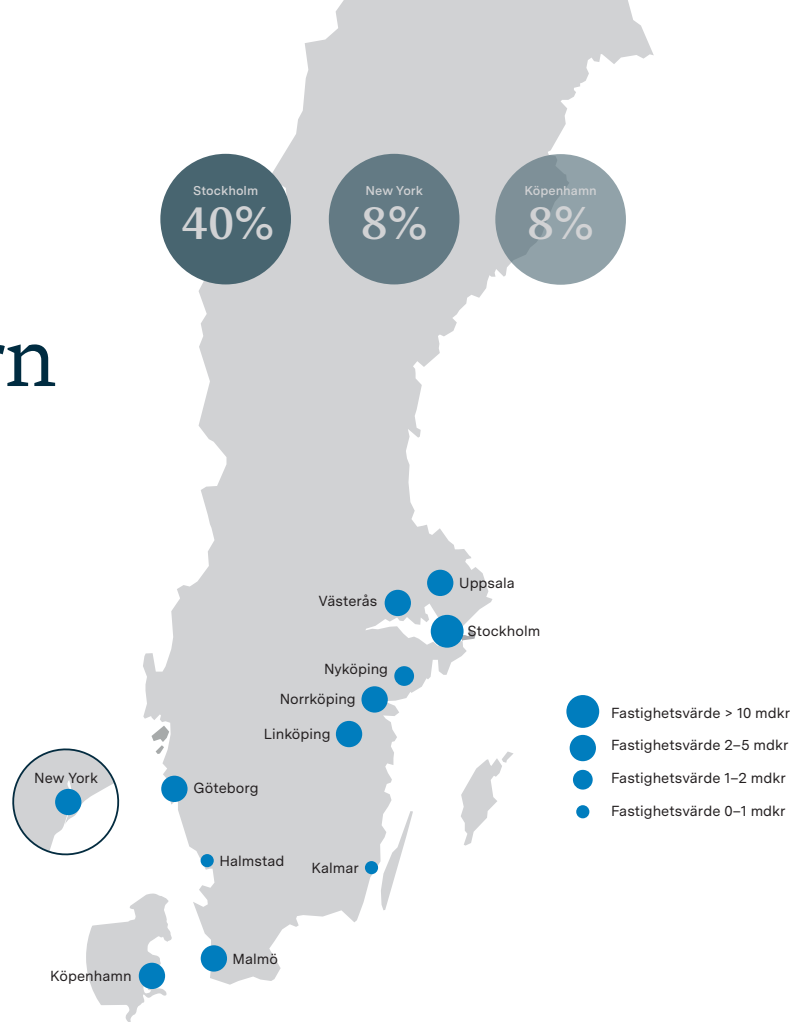 Stockholm
40%
New York
8%
Köpenhamn
8%
rn
Uppsala
Västerås
Stockholm
Nyköping
Norrköping
Linköping
Fastighetsvärde > 10 mdkr
Fastighetsvärde 2–5 mdkr
Fastighetsvärde 1–2 mdkr
Fastighetsvärde 0–1 mdkr
New York
Göteborg
Halmstad
Kalmar
Malmö
Köpenhamn